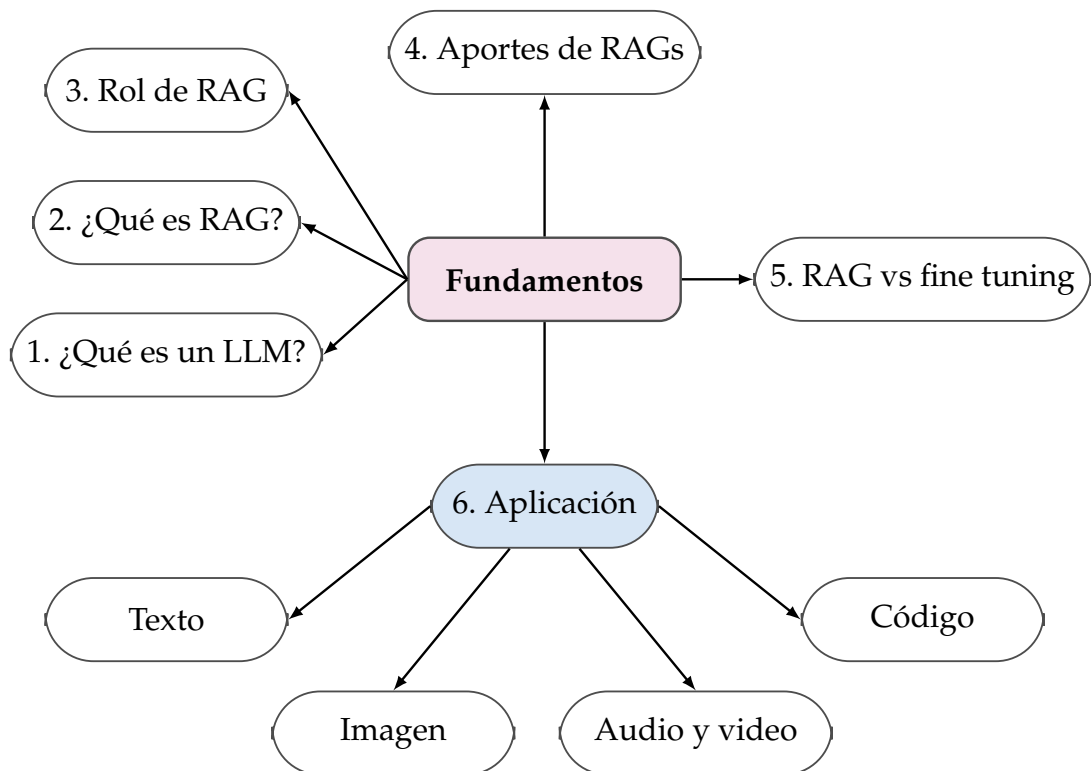 4. Aportes de RAGs
3. Rol de RAG
2. ¿Qué es RAG?
Fundamentos
5. RAG vs fine tuning
1. ¿Qué es un LLM?
6. Aplicación
Texto
Código
Imagen
Audio y video